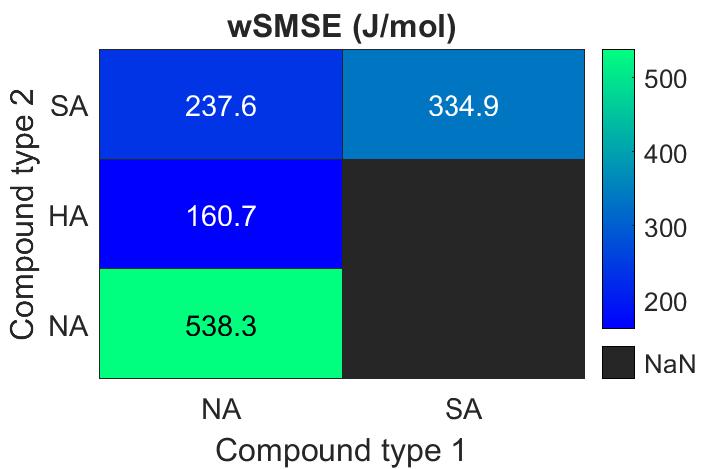 wSMSE (J/mol)
Compound type 2
SA
237.6
334.9
HA
160.7
NA
538.3
NA
SA
Compound type 1
500
400
300
200
NaN